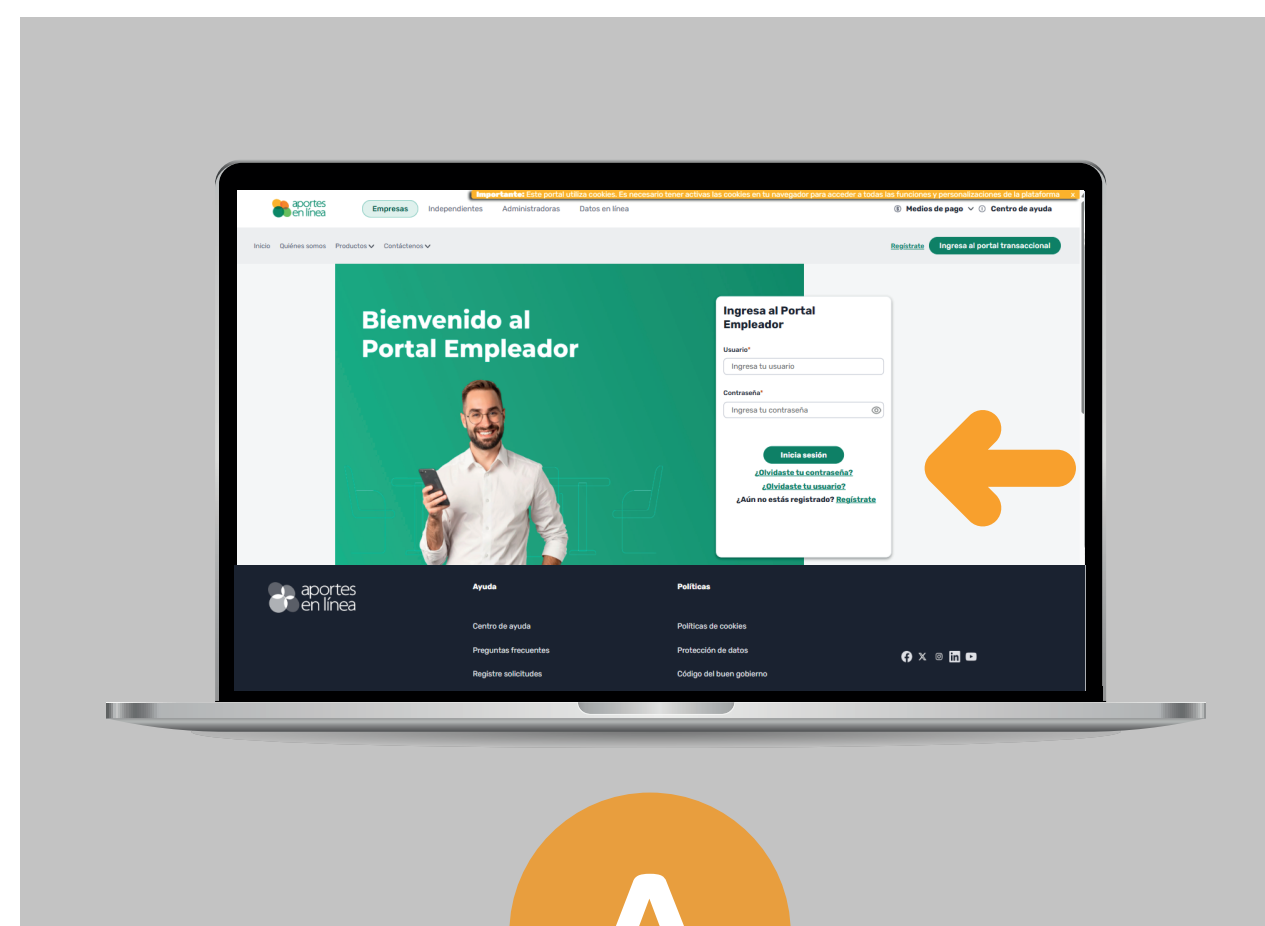 Importante: Este portal utiliza cookies. Es necesario tener activas las cookies en tu navegador para acceder a todas las funciones y personalizaciones de la plataforma x
aportes
en línea
Empresas Independientes Administradoras Datos en línea Medios de pago Centro de ayuda
Inicio Quiénes somos Productos Contáctenos Regístrate Ingresa al portal transaccional
Bienvenido al
Portal Empleador
Ingresa al Portal
Empleador
Usuario*
Ingresa tu usuario
Contraseña*
Ingresa tu contraseña
Inicia sesión
¿Olvidaste tu contraseña?
¿Olvidaste tu usuario?
¿Aún no estás registrado? Regístrate
aportes
en línea
Ayuda
Centro de ayuda
Preguntas frecuentes
Registre solicitudes
Políticas
Políticas de cookies
Protección de datos
Código del buen gobierno
A